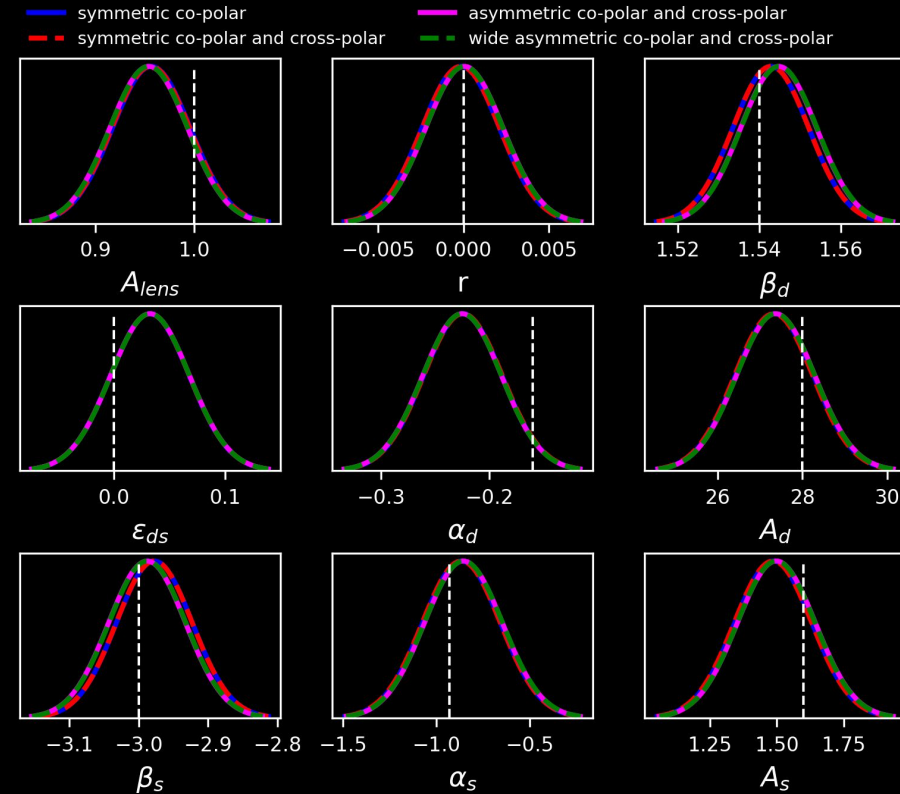 symmetric co-polar
asymmetric co-polar and cross-polar
symmetric co-polar and cross-polar
wide asymmetric co-polar and cross-polar
0.9 1.0
−0.005 0.000 0.005
1.52 1.54 1.56
A_lens
r
β_d
0.0 0.1
−0.3 −0.2
26 28 30
ε_ds
α_d
A_d
−3.1 −3.0 −2.9 −2.8
−1.5 −1.0 −0.5
1.25 1.50 1.75
β_s
α_s
A_s